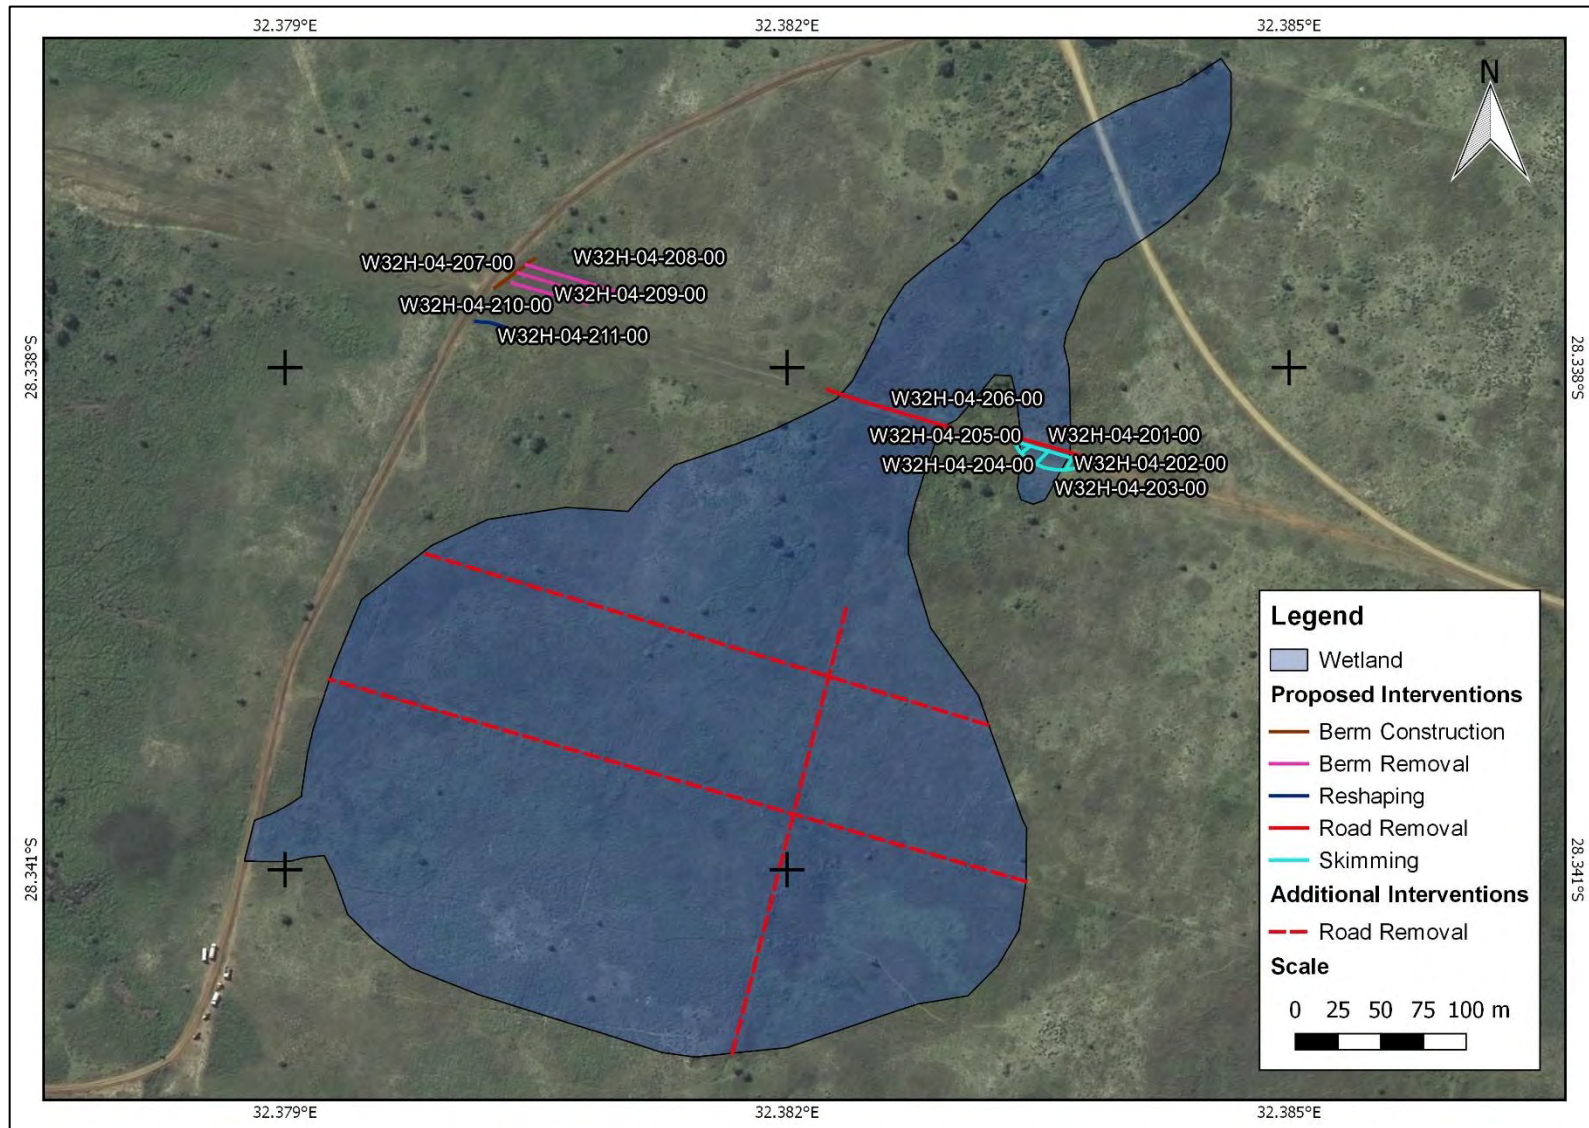 32.379°E 32.382°E 32.385°E
N
W32H-04-207-00
W32H-04-208-00
W32H-04-209-00
W32H-04-210-00
W32H-04-211-00
28.338°S
28.338°S
W32H-04-206-00
W32H-04-205-00
W32H-04-201-00
W32H-04-204-00
W32H-04-202-00
W32H-04-203-00
Legend
Wetland
Proposed Interventions
Berm Construction
Berm Removal
Reshaping
Road Removal
Skimming
Additional Interventions
Road Removal
Scale
0 25 50 75 100 m
28.341°S
28.341°S
32.379°E 32.382°E 32.385°E